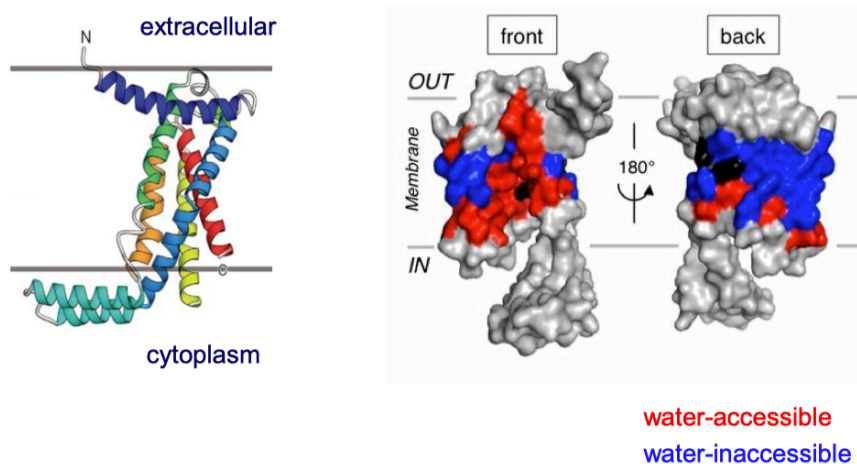 extracellular
N
C
cytoplasm
front
back
OUT
Membrane
180°
IN
water-accessible
water-inaccessible